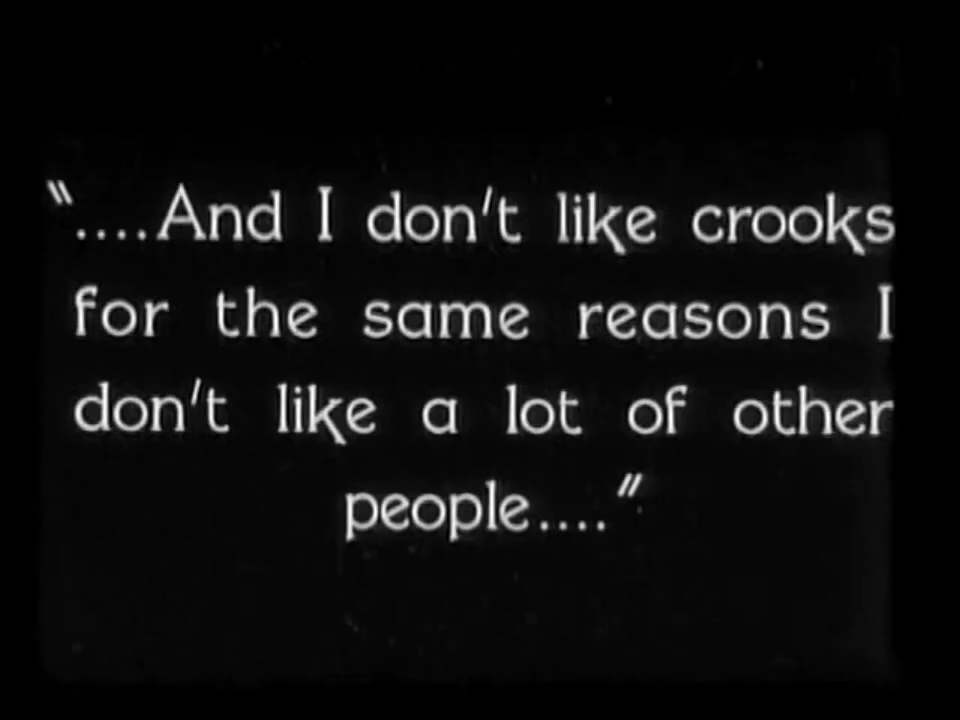 “....And I don't like crooks
for the same reasons I
don't like a lot of other
people....”